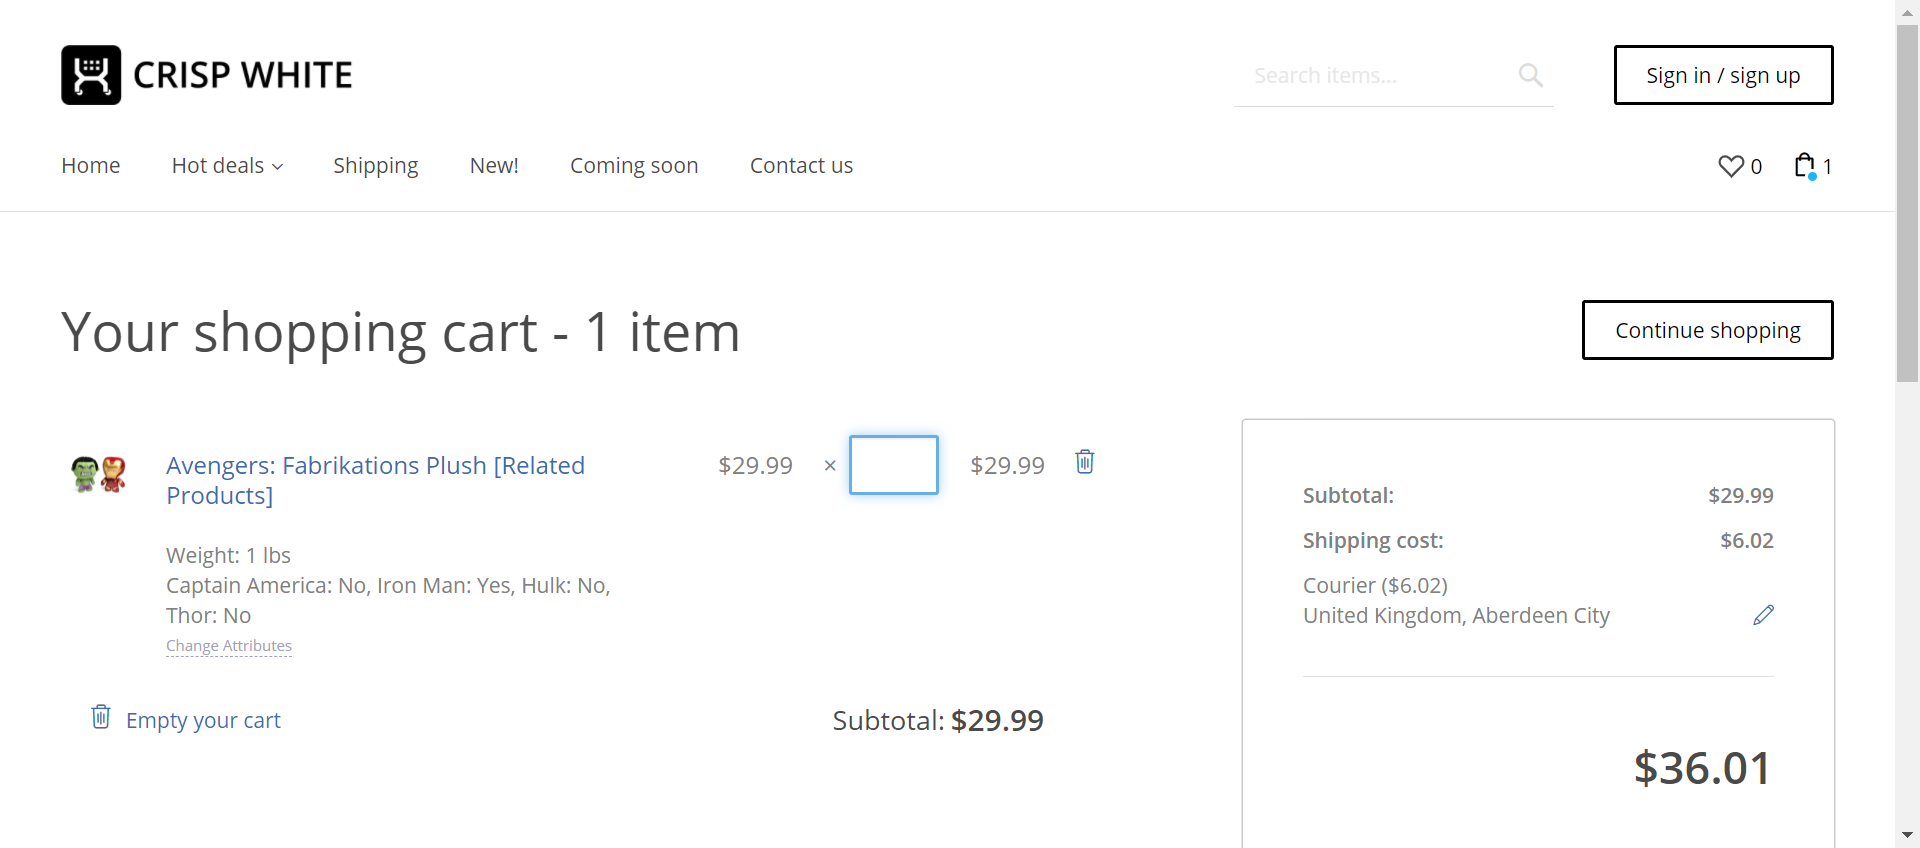 CRISP WHITE
Search items...
Sign in / sign up
Home Hot deals Shipping New! Coming soon Contact us
0 1
Your shopping cart - 1 item
Continue shopping
Avengers: Fabrikations Plush [Related
Products]
$29.99 × $29.99
Weight: 1 lbs
Captain America: No, Iron Man: Yes, Hulk: No,
Thor: No
Change Attributes
Empty your cart
Subtotal: $29.99
Subtotal: $29.99
Shipping cost: $6.02
Courier ($6.02)
United Kingdom, Aberdeen City
$36.01